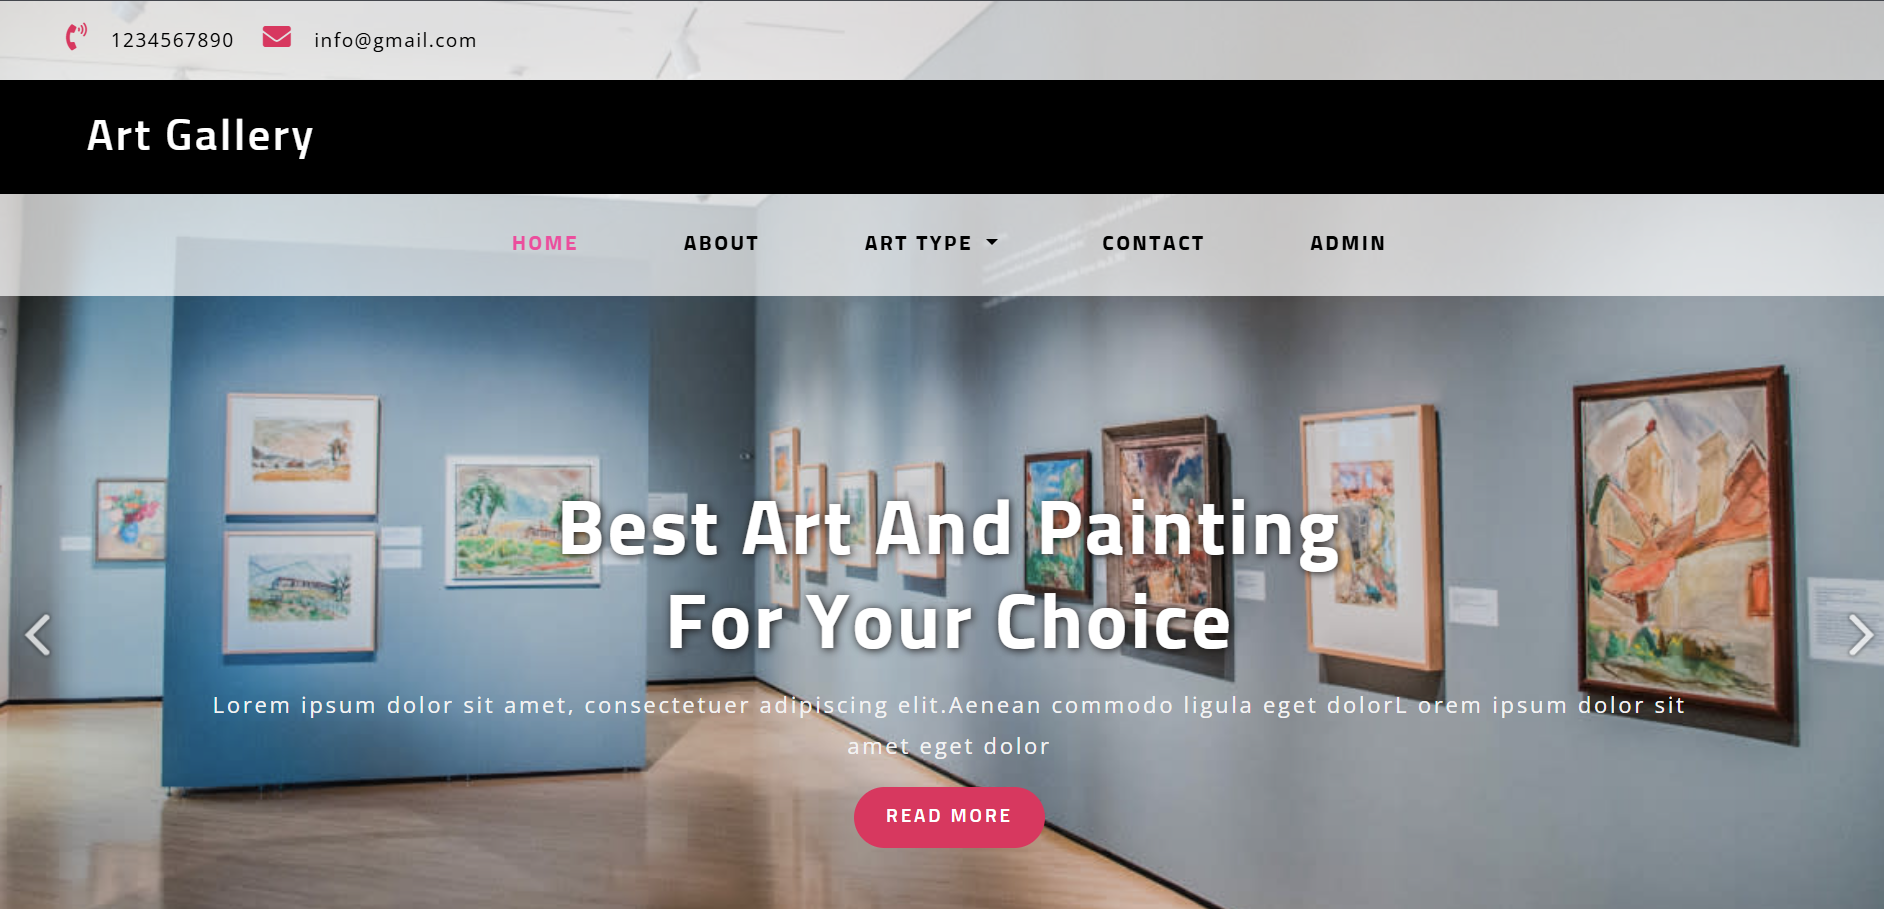 1234567890 info@gmail.com
Art Gallery
HOME ABOUT ART TYPE CONTACT ADMIN
Best Art And Painting
For Your Choice
Lorem ipsum dolor sit amet, consectetuer adipiscing elit.Aenean commodo ligula eget dolorL orem ipsum dolor sit
amet eget dolor
READ MORE